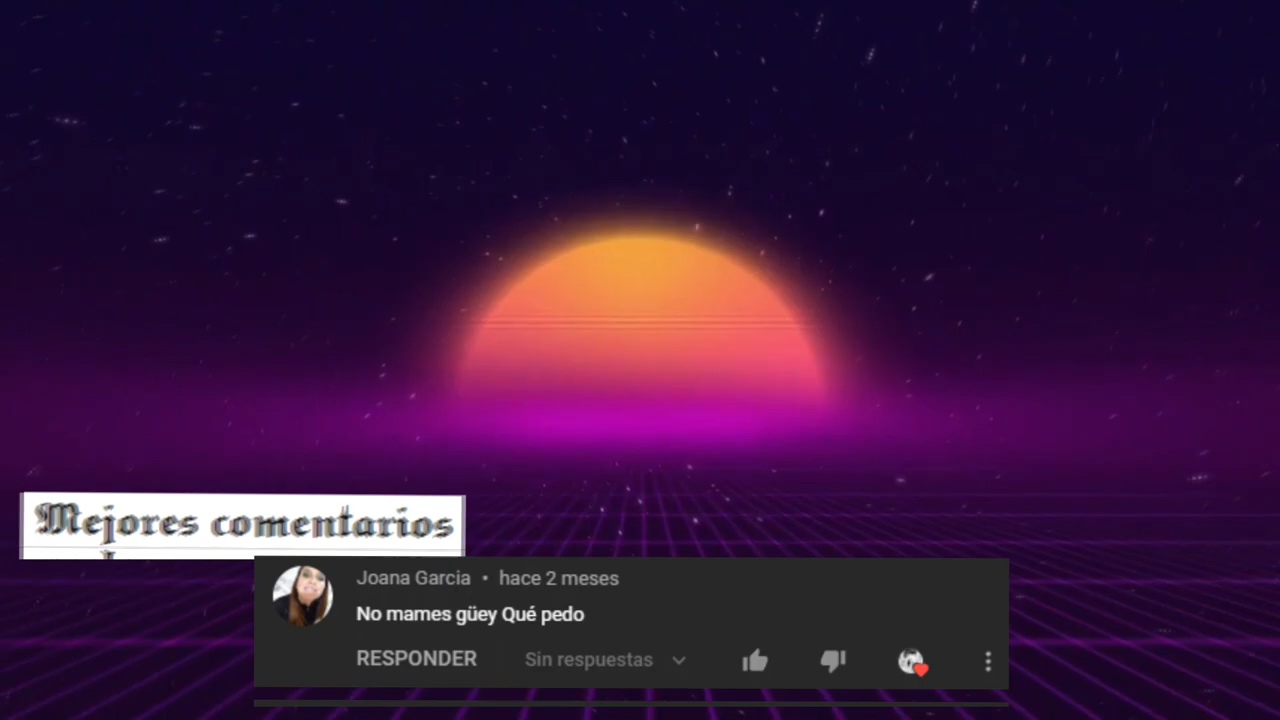 Mejores comentarios
Joana Garcia • hace 2 meses
No mames güey Qué pedo
RESPONDER Sin respuestas